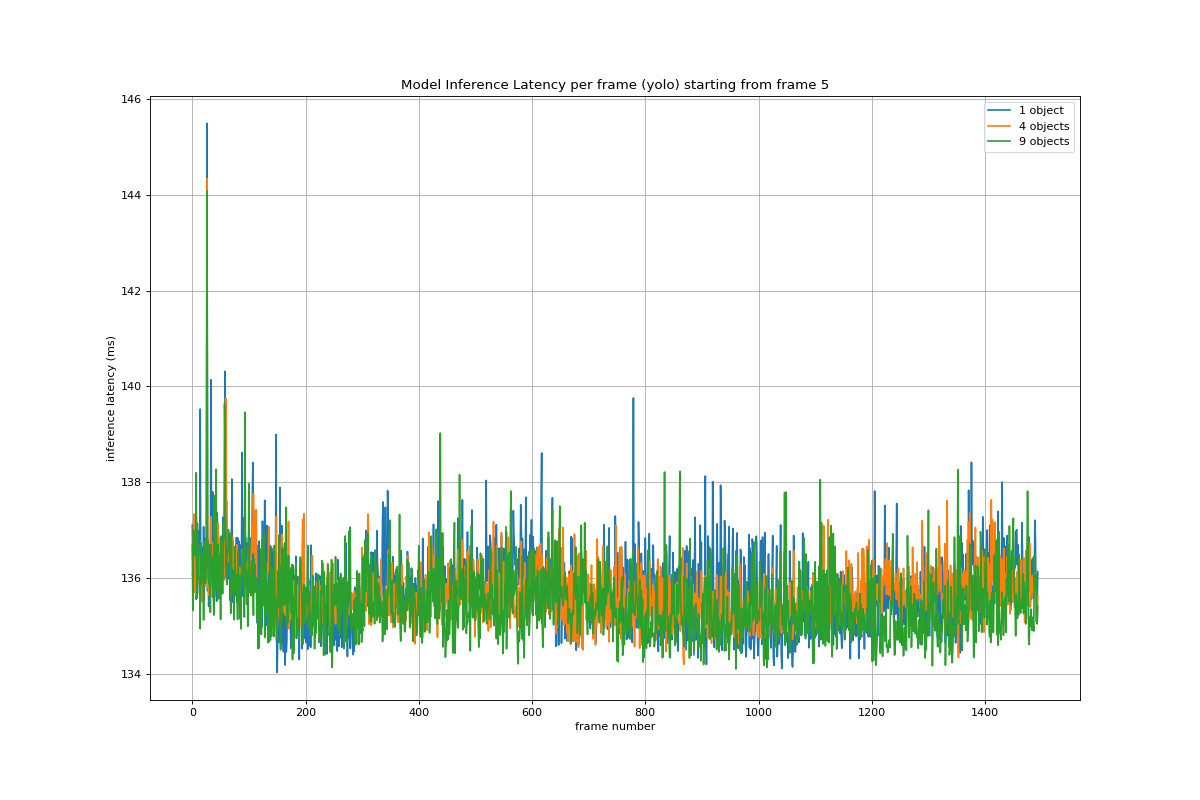 Model Inference Latency per frame (yolo) starting from frame 5
146
144
142
140
138
136
134
inference latency (ms)
1 object
4 objects
9 objects
0
200
400
600
800
1000
1200
1400
frame number